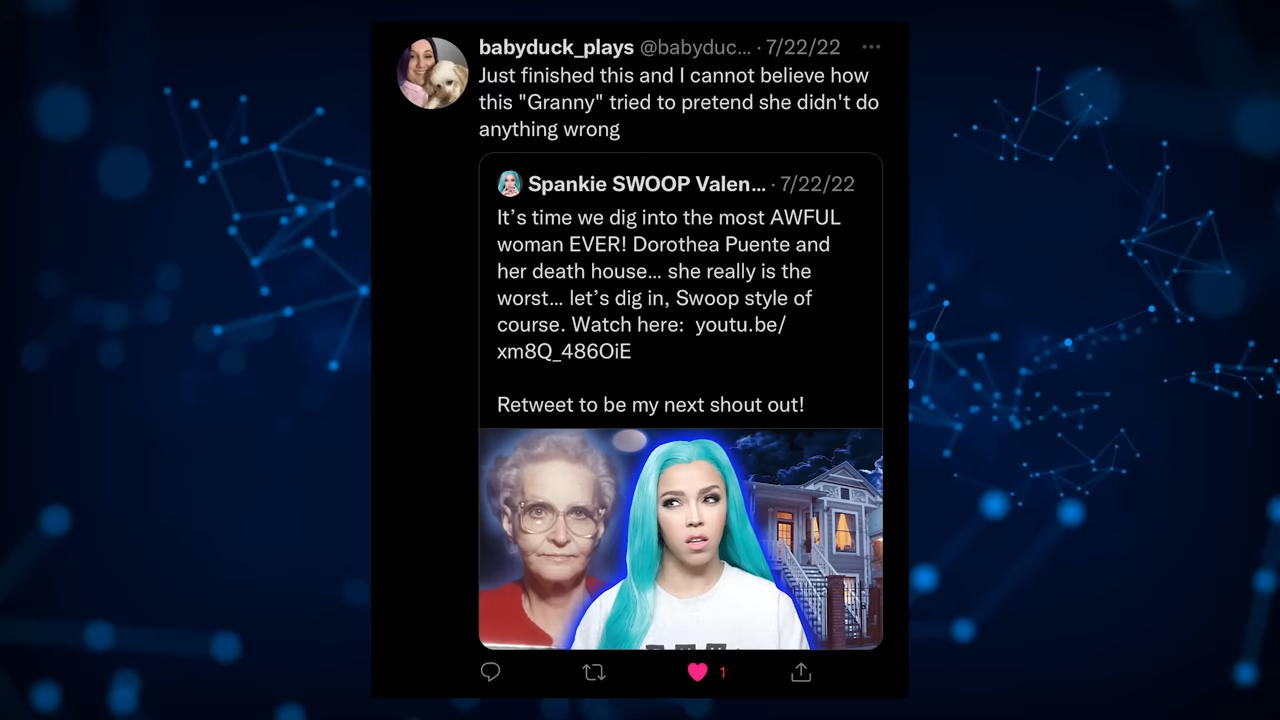 babyduck_plays @babyduc... · 7/22/22 ···
Just finished this and I cannot believe how
this "Granny" tried to pretend she didn't do
anything wrong
Spankie SWOOP Valen... · 7/22/22
It’s time we dig into the most AWFUL
woman EVER! Dorothea Puente and
her death house... she really is the
worst... let’s dig in, Swoop style of
course. Watch here:  youtu.be/
xm8Q_486OiE
Retweet to be my next shout out!
1